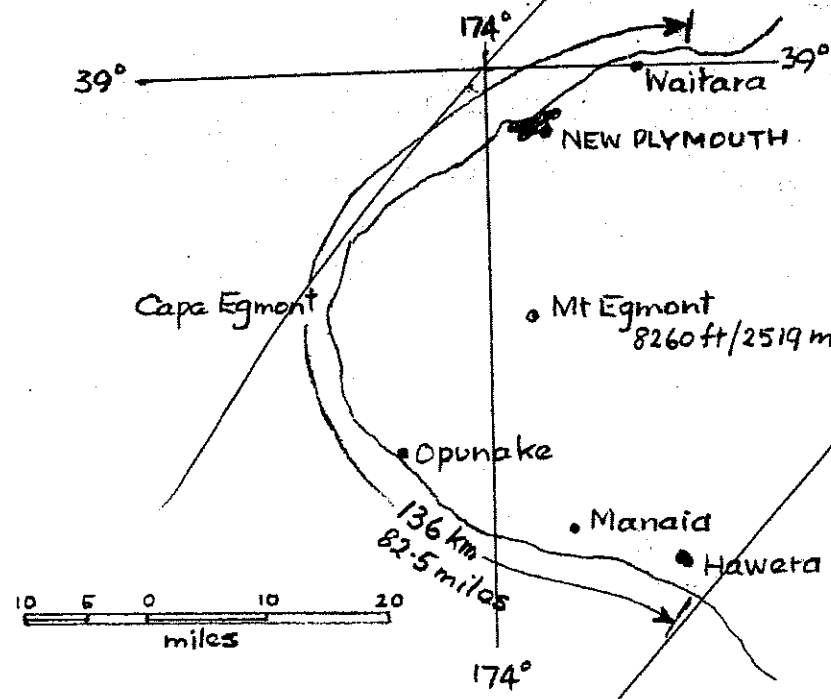 174°
39°
39°
Waitara
NEW PLYMOUTH
Capa Egmont
Mt Egmont
8260 ft/2519 m
Opunake
136 km
82.5 miles
Manaia
Hawera
10 5 0 10 20
miles
174°